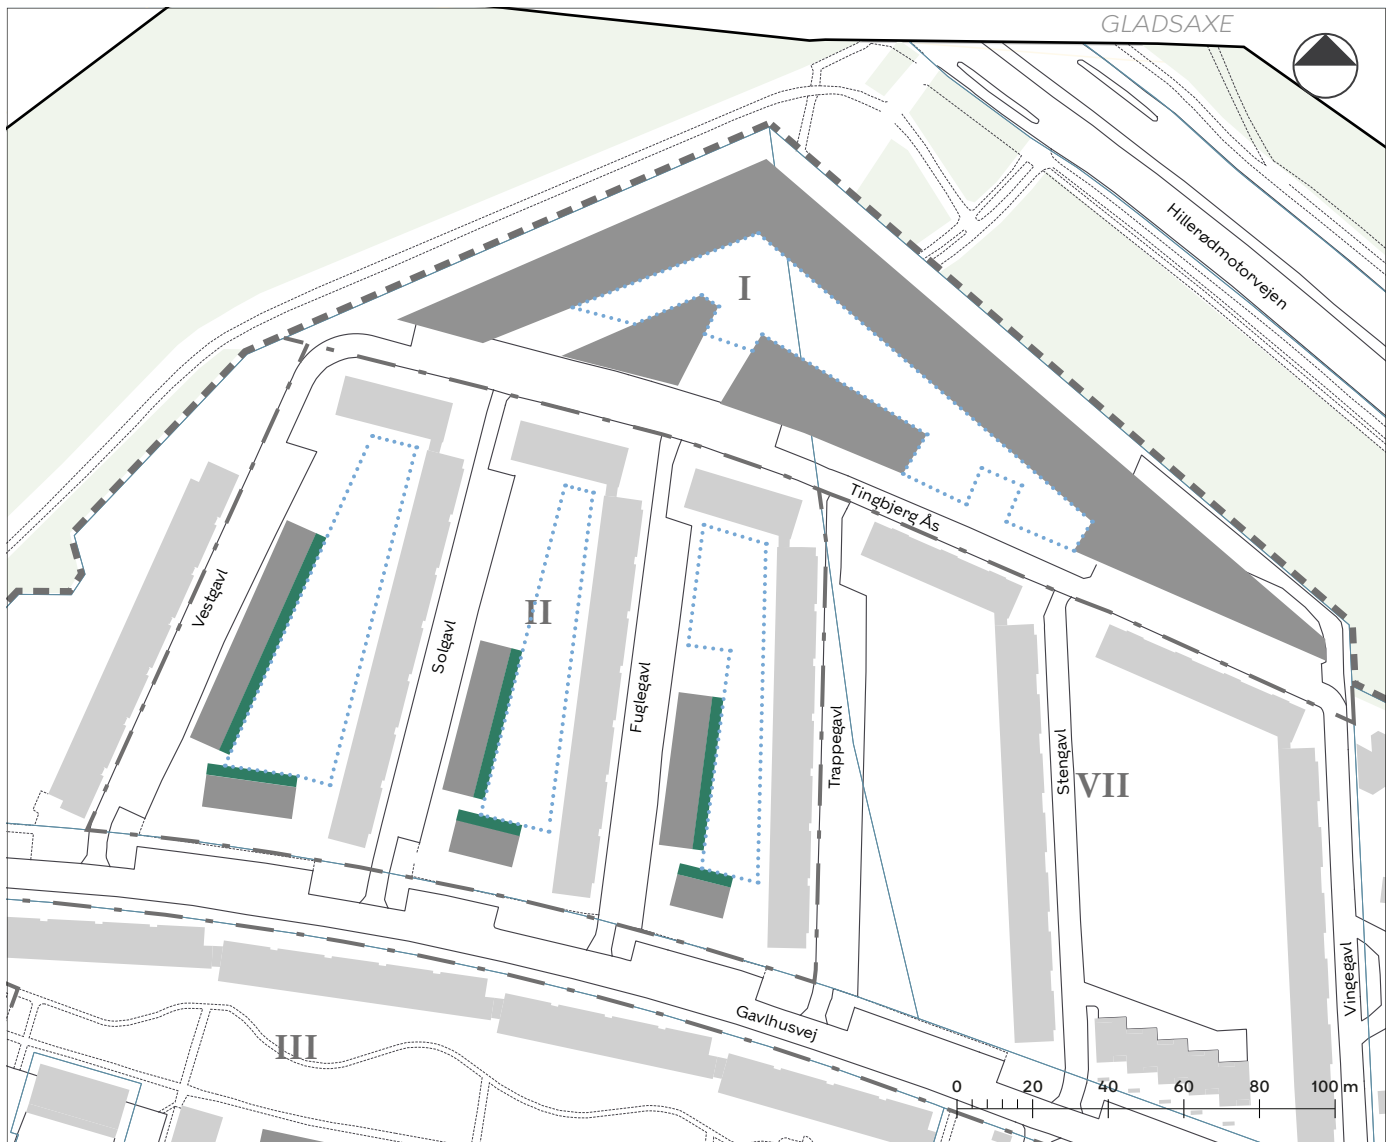 GLADSAXE
Hillerødmotorvejen
I
Tingbjerg Ås
Vestgavl
Solgavl
II
Fuglegavl
Trappegavl
Stengavl
VII
Vingegavl
Gavlhusvej
III
0 20 40 60 80 100 m